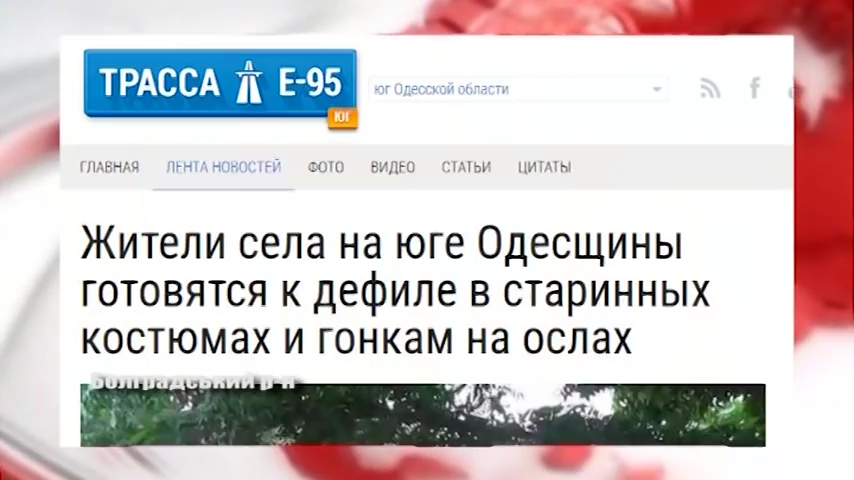 ТРАССА Е-95
ЮГ
юг Одесской области
ГЛАВНАЯ ЛЕНТА НОВОСТЕЙ ФОТО ВИДЕО СТАТЬИ ЦИТАТЫ
Жители села на юге Одесщины
готовятся к дефиле в старинных
костюмах и гонкам на ослах
Болградський р-н